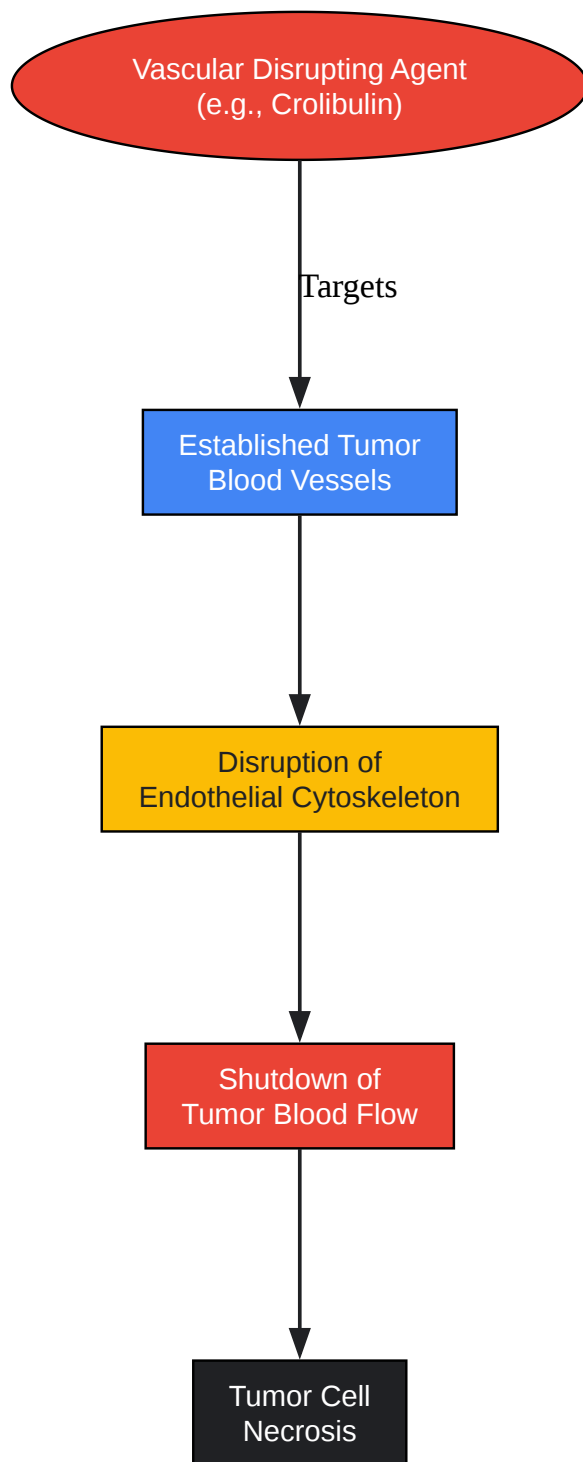 Vascular Disrupting Agent
(e.g., Crolibulin)
Targets
Established Tumor
Blood Vessels
Disruption of
Endothelial Cytoskeleton
Shutdown of
Tumor Blood Flow
Tumor Cell
Necrosis